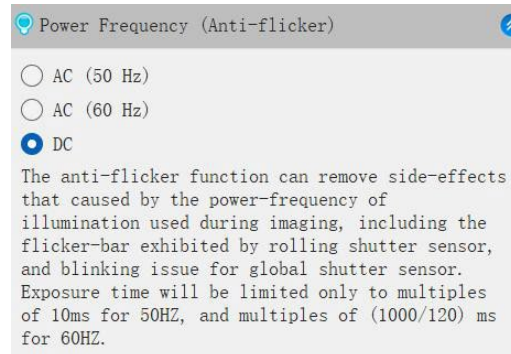 Power Frequency (Anti-flicker)
AC (50 Hz)
AC (60 Hz)
DC
The anti-flicker function can remove side-effects
that caused by the power-frequency of
illumination used during imaging, including the
flicker-bar exhibited by rolling shutter sensor,
and blinking issue for global shutter sensor.
Exposure time will be limited only to multiples
of 10ms for 50HZ, and multiples of (1000/120) ms
for 60HZ.